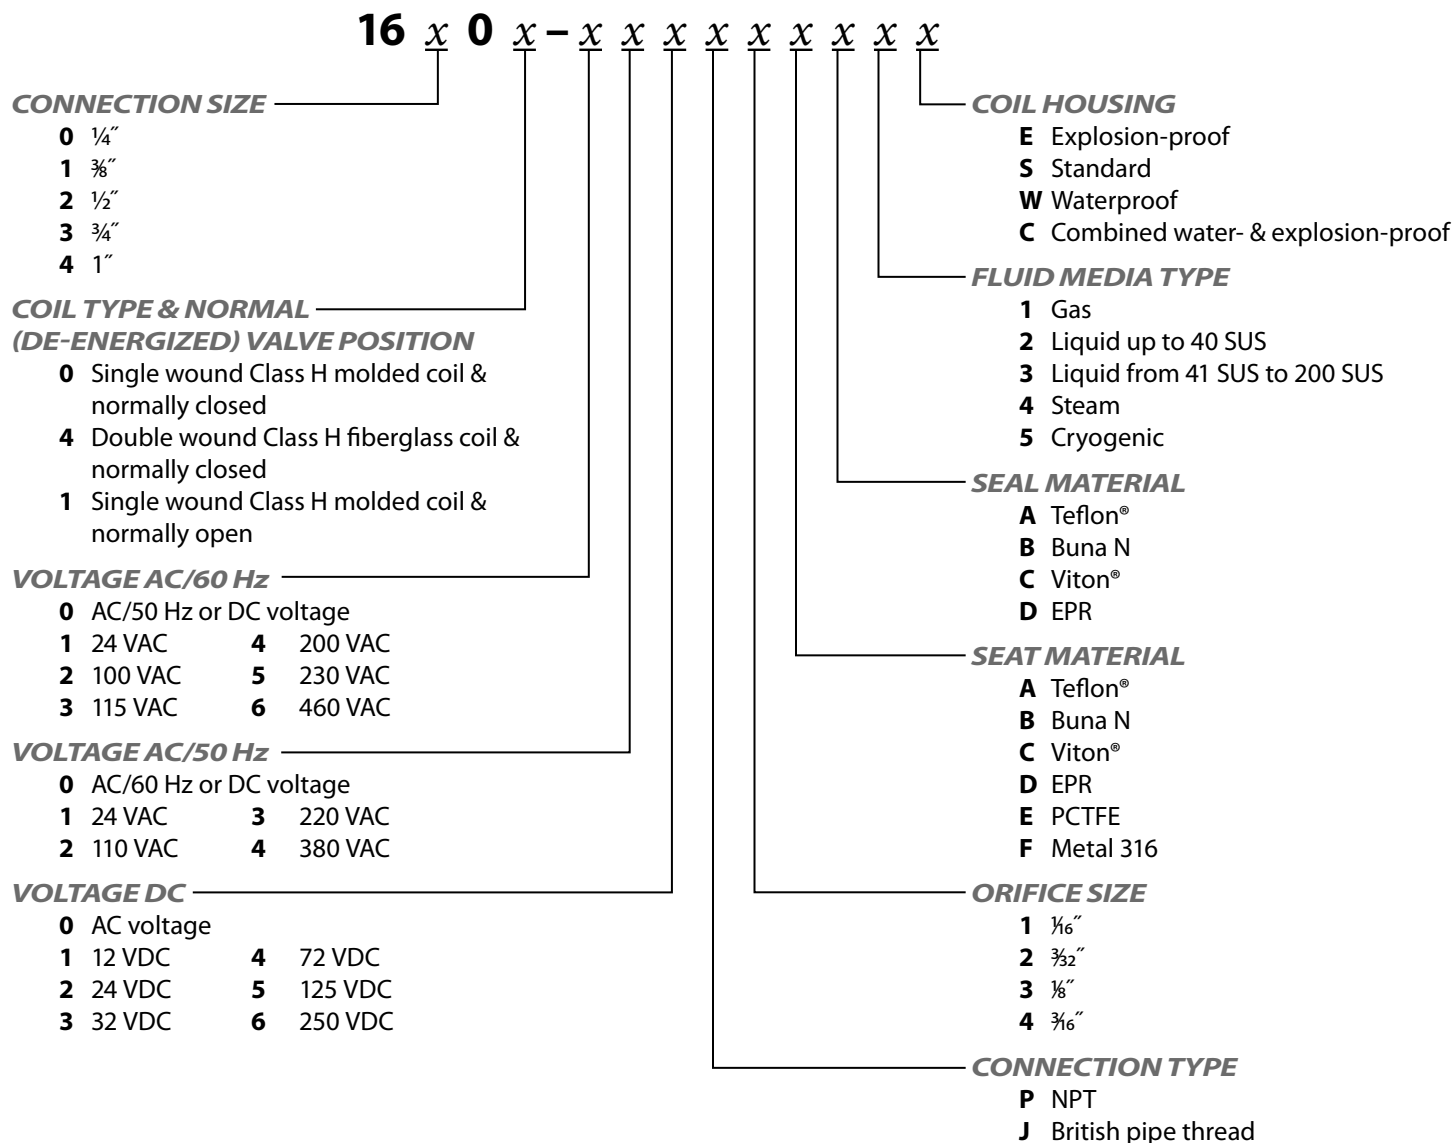 16 x 0 x – x x x x x x x x x
CONNECTION SIZE
0 ¼″
1 ⅜″
2 ½″
3 ¾″
4 1″
COIL TYPE & NORMAL
(DE-ENERGIZED) VALVE POSITION
0 Single wound Class H molded coil &
normally closed
4 Double wound Class H fiberglass coil &
normally closed
1 Single wound Class H molded coil &
normally open
VOLTAGE AC/60 Hz
0 AC/50 Hz or DC voltage
1 24 VAC 4 200 VAC
2 100 VAC 5 230 VAC
3 115 VAC 6 460 VAC
VOLTAGE AC/50 Hz
0 AC/60 Hz or DC voltage
1 24 VAC 3 220 VAC
2 110 VAC 4 380 VAC
VOLTAGE DC
0 AC voltage
1 12 VDC 4 72 VDC
2 24 VDC 5 125 VDC
3 32 VDC 6 250 VDC
COIL HOUSING
E Explosion-proof
S Standard
W Waterproof
C Combined water- & explosion-proof
FLUID MEDIA TYPE
1 Gas
2 Liquid up to 40 SUS
3 Liquid from 41 SUS to 200 SUS
4 Steam
5 Cryogenic
SEAL MATERIAL
A Teflon®
B Buna N
C Viton®
D EPR
SEAT MATERIAL
A Teflon®
B Buna N
C Viton®
D EPR
E PCTFE
F Metal 316
ORIFICE SIZE
1 1⁄16″
2 3⁄32″
3 ⅛″
4 3⁄16″
CONNECTION TYPE
P NPT
J British pipe thread